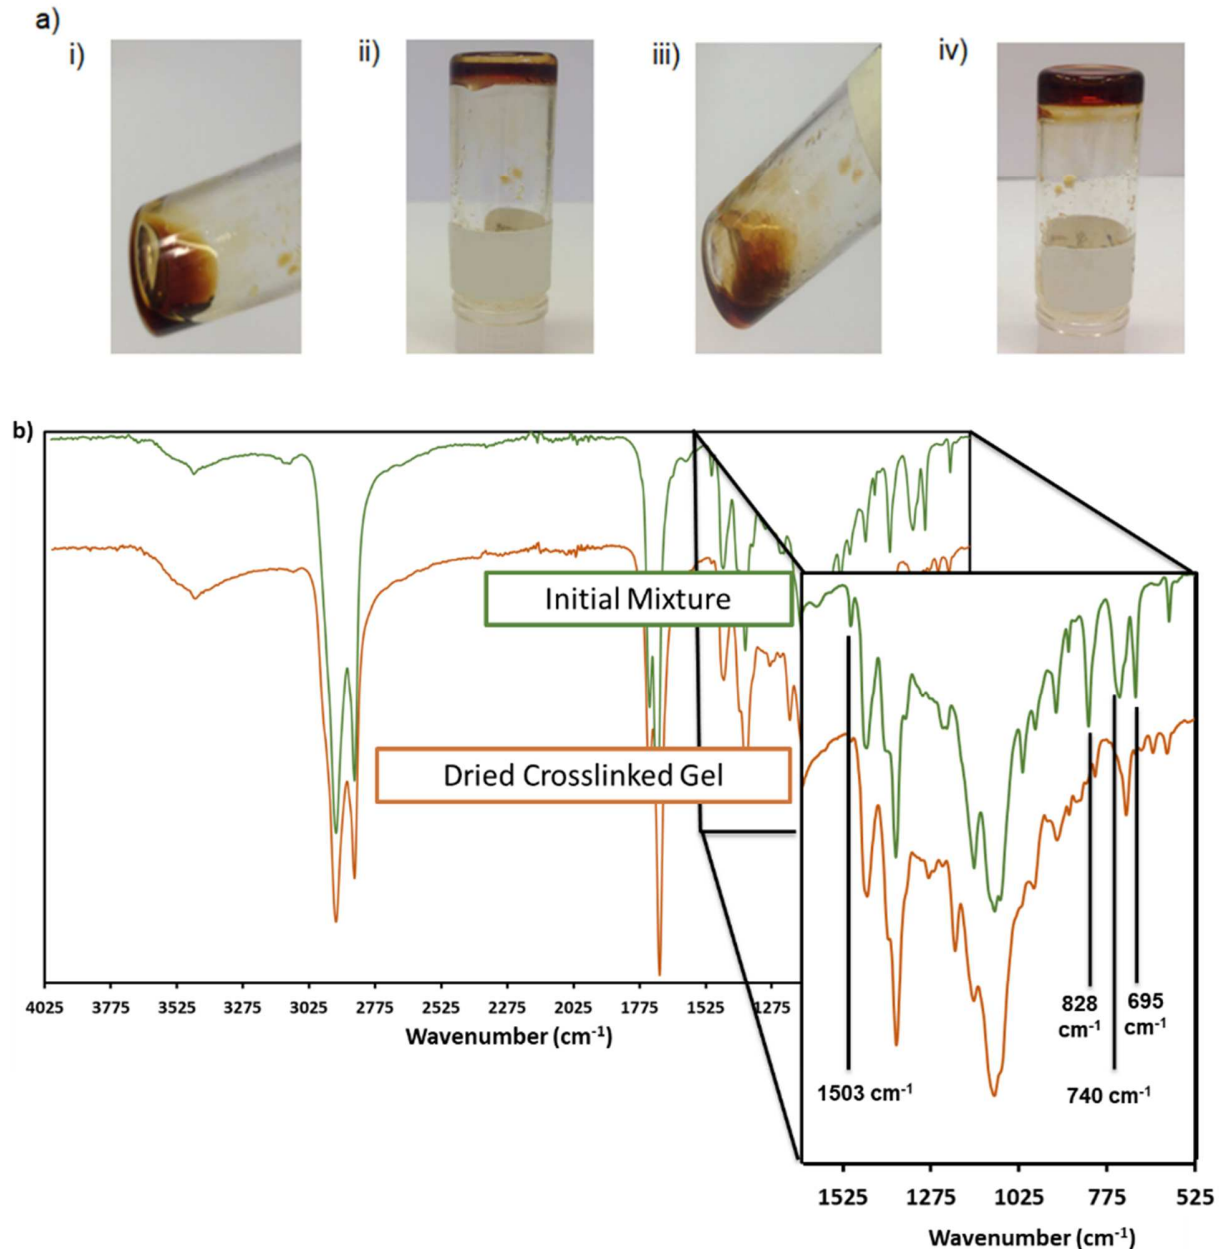 a)
i)
ii)
iii)
iv)
b)
Initial Mixture
Dried Crosslinked Gel
4025 3775 3525 3275 3025 2775 2525 2275 2025 1775 1525 1275
Wavenumber (cm⁻¹)
828 cm⁻¹
695 cm⁻¹
1503 cm⁻¹
740 cm⁻¹
1525 1275 1025 775 525
Wavenumber (cm⁻¹)